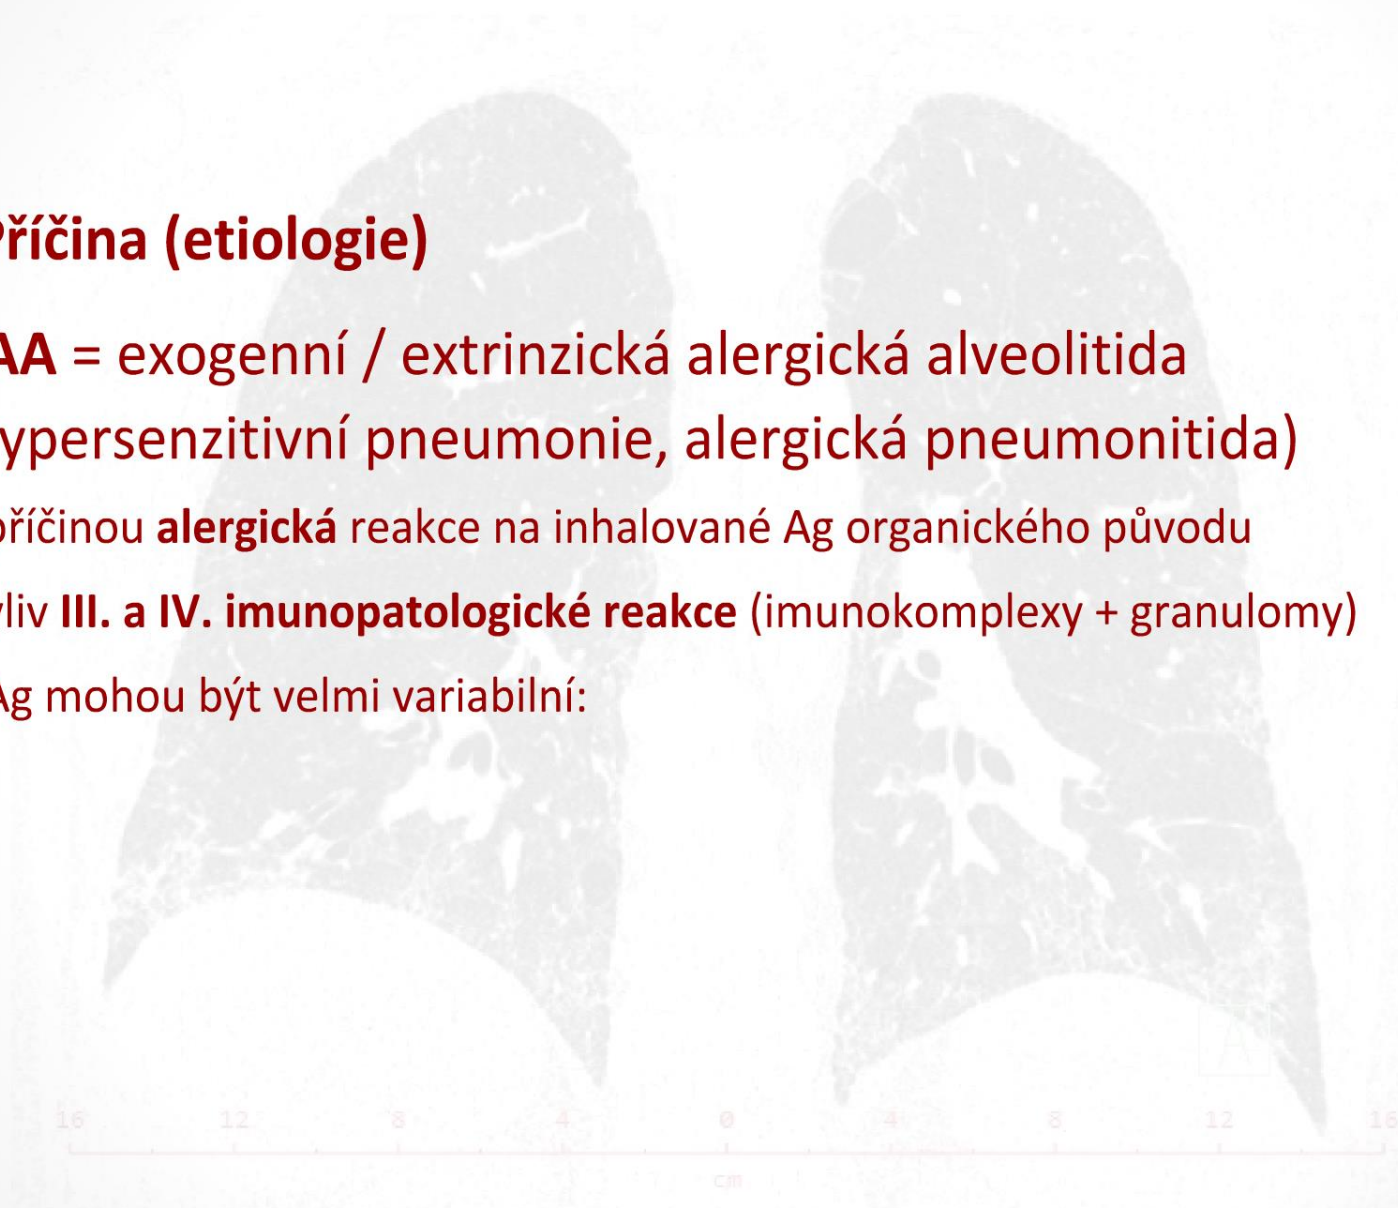 říčina (etiologie)
AA = exogenní / extrinzická alergická alveolitida
ypersenzitivní pneumonie, alergická pneumonitida)
příčinou alergická reakce na inhalované Ag organického původu
vliv III. a IV. imunopatologické reakce (imunokomplexy + granulomy)
Ag mohou být velmi variabilní:
A
16 12 8 4 0 4 8 12 16
cm